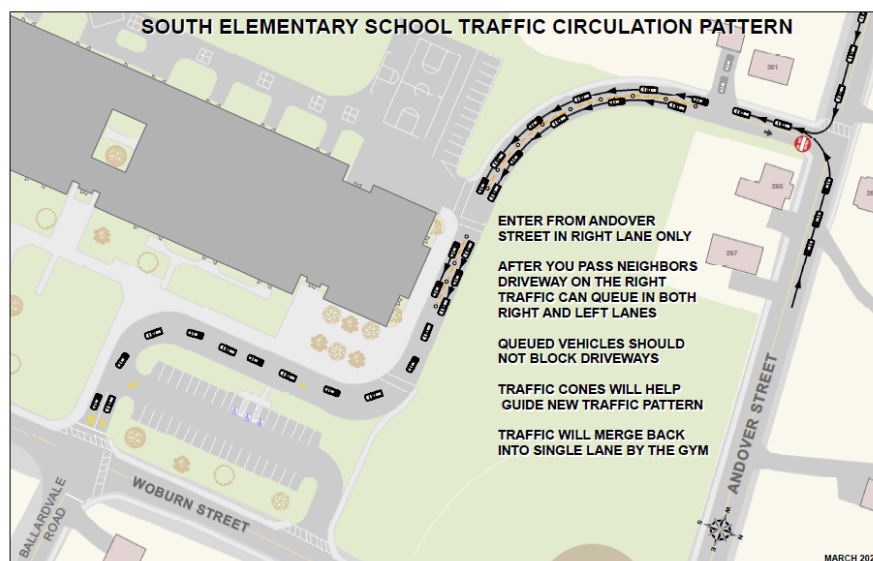 SOUTH ELEMENTARY SCHOOL TRAFFIC CIRCULATION PATTERN
281
ENTER FROM ANDOVER
STREET IN RIGHT LANE ONLY
AFTER YOU PASS NEIGHBORS
DRIVEWAY ON THE RIGHT
TRAFFIC CAN QUEUE IN BOTH
RIGHT AND LEFT LANES
QUEUED VEHICLES SHOULD
NOT BLOCK DRIVEWAYS
TRAFFIC CONES WILL HELP
GUIDE NEW TRAFFIC PATTERN
TRAFFIC WILL MERGE BACK
INTO SINGLE LANE BY THE GYM
287
ANDOVER STREET
WOBURN STREET
BALLARDVALE
ROAD
S
W
E
N
MARCH 202